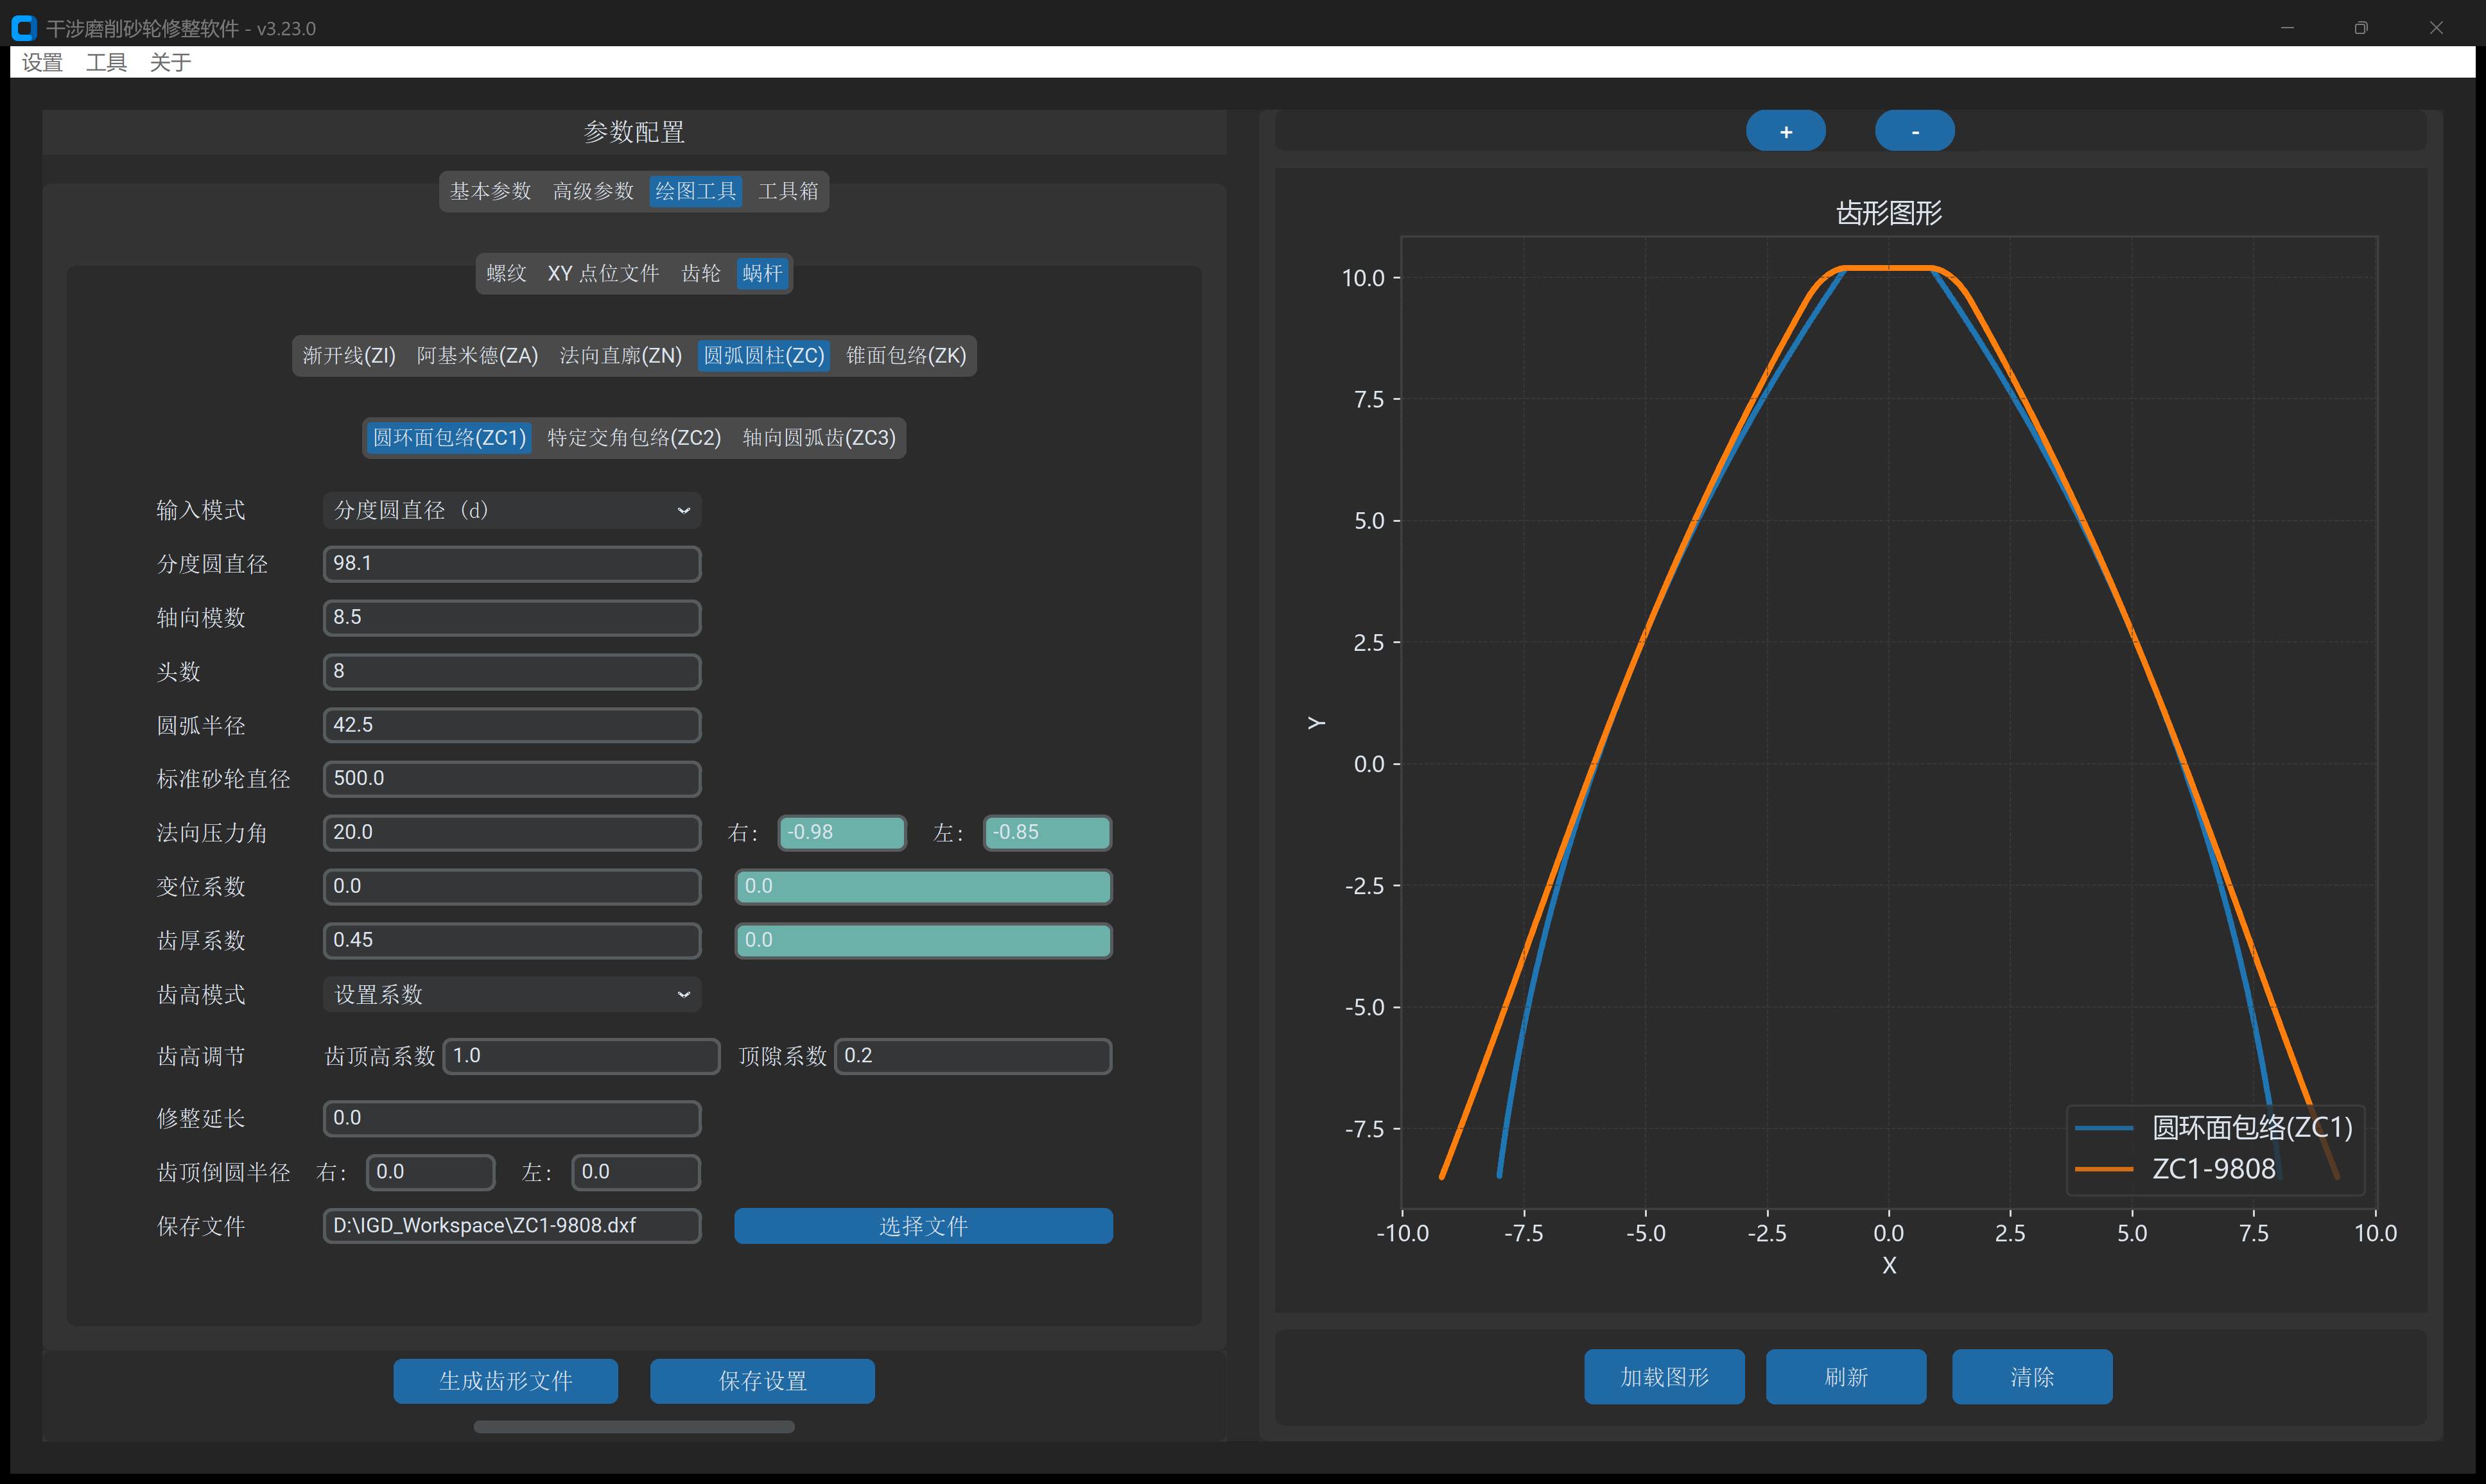 干涉磨削砂轮修整软件 - v3.23.0
设置 工具 关于
参数配置
基本参数 高级参数 绘图工具 工具箱
螺纹 XY 点位文件 齿轮 蜗杆
渐开线(ZI) 阿基米德(ZA) 法向直廓(ZN) 圆弧圆柱(ZC) 锥面包络(ZK)
圆环面包络(ZC1) 特定交角包络(ZC2) 轴向圆弧齿(ZC3)
输入模式 分度圆直径（d）
分度圆直径 98.1
轴向模数 8.5
头数 8
圆弧半径 42.5
标准砂轮直径 500.0
法向压力角 20.0 右： -0.98 左： -0.85
变位系数 0.0 0.0
齿厚系数 0.45 0.0
齿高模式 设置系数
齿高调节 齿顶高系数 1.0 顶隙系数 0.2
修整延长 0.0
齿顶倒圆半径 右： 0.0 左： 0.0
保存文件 D:\IGD_Workspace\ZC1-9808.dxf 选择文件
生成齿形文件 保存设置
+ -
齿形图形
10.0
7.5
5.0
2.5
0.0
-2.5
-5.0
-7.5
Y
-10.0 -7.5 -5.0 -2.5 0.0 2.5 5.0 7.5 10.0
X
圆环面包络(ZC1)
ZC1-9808
加载图形 刷新 清除